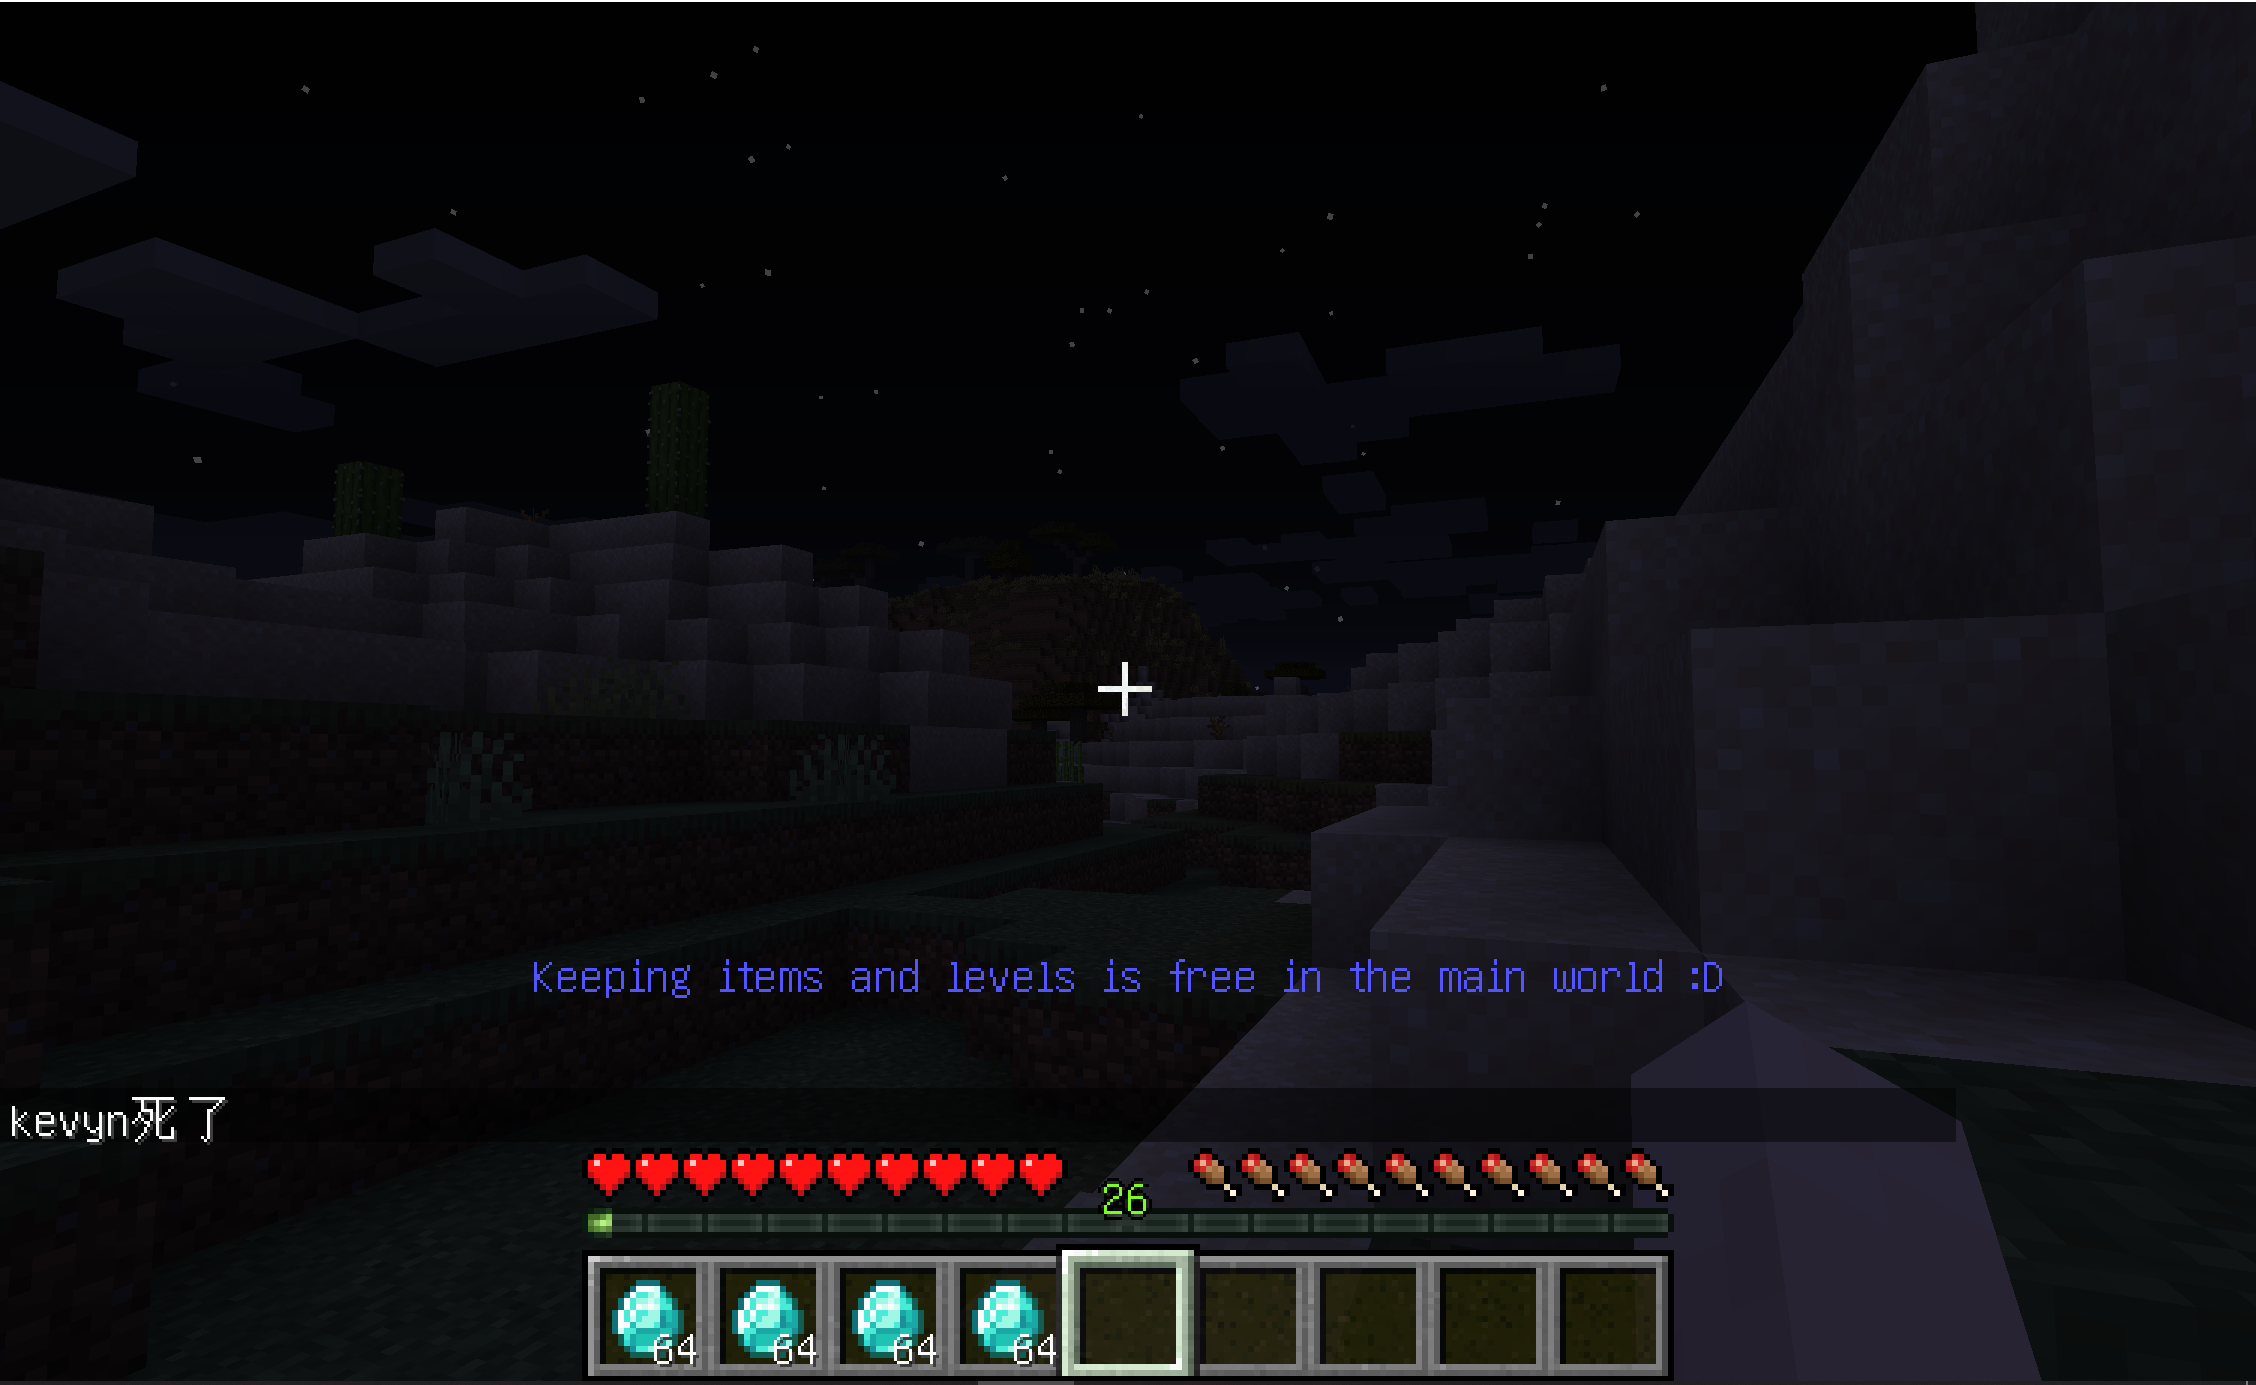 Keeping items and levels is free in the main world :D
kevyn死了
26
64 64 64 64